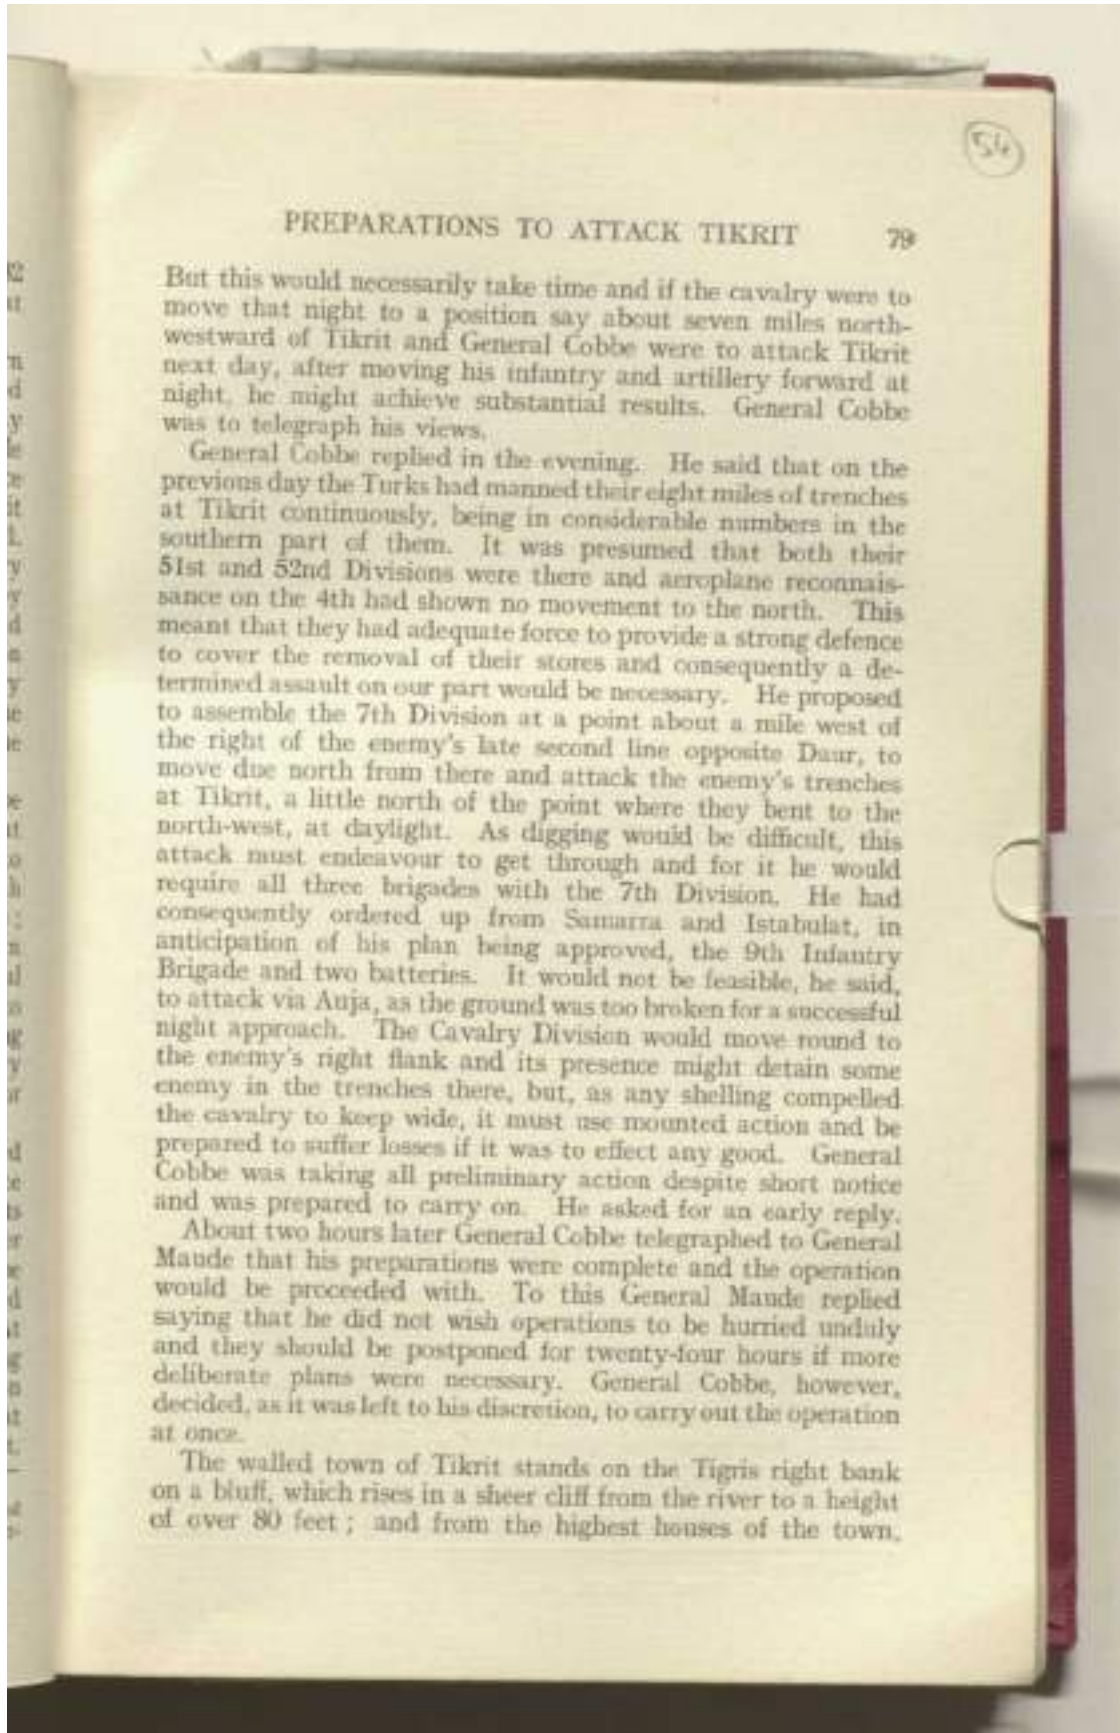 54
PREPARATIONS TO ATTACK TIKRIT 79
But this would necessarily take time and if the cavalry were to
move that night to a position say about seven miles north-
westward of Tikrit and General Cobbe were to attack Tikrit
next day, after moving his infantry and artillery forward at
night, he might achieve substantial results. General Cobbe
was to telegraph his views.
General Cobbe replied in the evening. He said that on the
previous day the Turks had manned their eight miles of trenches
at Tikrit continuously, being in considerable numbers in the
southern part of them. It was presumed that both their
51st and 52nd Divisions were there and aeroplane reconnais-
sance on the 4th had shown no movement to the north. This
meant that they had adequate force to provide a strong defence
to cover the removal of their stores and consequently a de-
termined assault on our part would be necessary. He proposed
to assemble the 7th Division at a point about a mile west of
the right of the enemy's late second line opposite Daur, to
move due north from there and attack the enemy's trenches
at Tikrit, a little north of the point where they bent to the
north-west, at daylight. As digging would be difficult, this
attack must endeavour to get through and for it he would
require all three brigades with the 7th Division. He had
consequently ordered up from Samarra and Istabulat, in
anticipation of his plan being approved, the 9th Infantry
Brigade and two batteries. It would not be feasible, he said,
to attack via Auja, as the ground was too broken for a successful
night approach. The Cavalry Division would move round to
the enemy's right flank and its presence might detain some
enemy in the trenches there, but, as any shelling compelled
the cavalry to keep wide, it must use mounted action and be
prepared to suffer losses if it was to effect any good. General
Cobbe was taking all preliminary action despite short notice
and was prepared to carry on. He asked for an early reply.
About two hours later General Cobbe telegraphed to General
Maude that his preparations were complete and the operation
would be proceeded with. To this General Maude replied
saying that he did not wish operations to be hurried unduly
and they should be postponed for twenty-four hours if more
deliberate plans were necessary. General Cobbe, however,
decided, as it was left to his discretion, to carry out the operation
at once.
The walled town of Tikrit stands on the Tigris right bank
on a bluff, which rises in a sheer cliff from the river to a height
of over 80 feet ; and from the highest houses of the town,